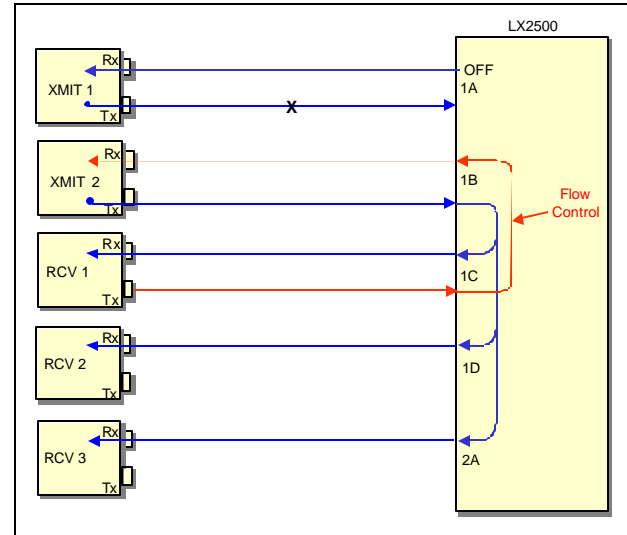 LX2500
Rx
XMIT 1
Tx
OFF
1A
X
Rx
XMIT 2
Tx
1B
Flow
Control
Rx
RCV 1
Tx
1C
Rx
RCV 2
Tx
1D
Rx
RCV 3
Tx
2A